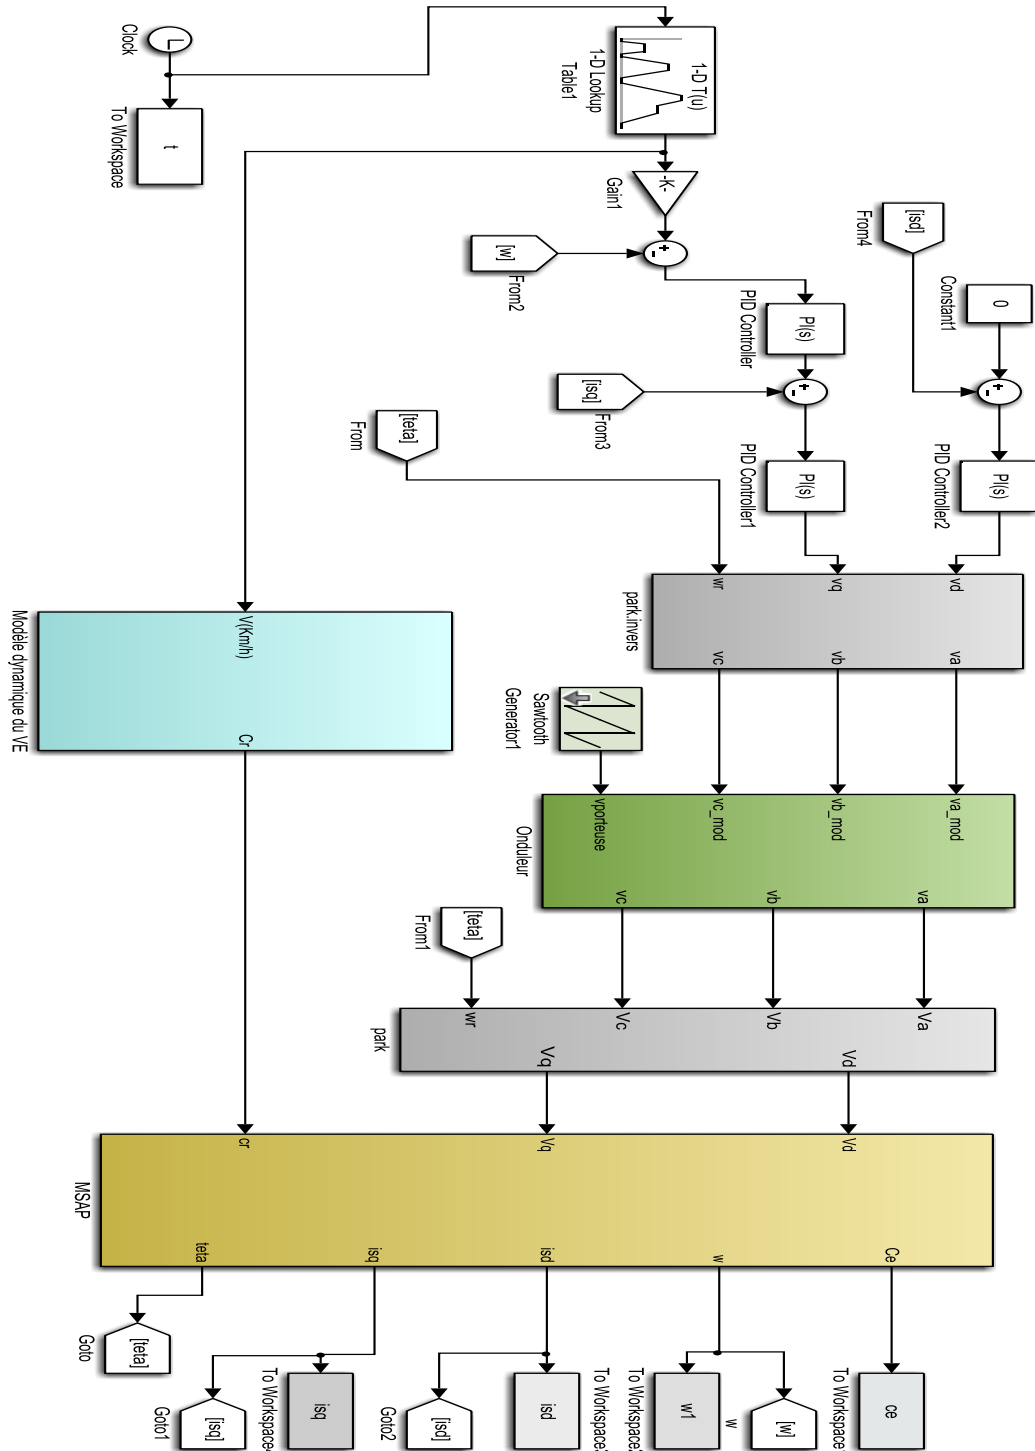 Clock
t
To Workspace
1-D T(u)
1-D Lookup
Table1
-K-
Gain1
[w]
From2
+
-
PI(s)
PID Controller
[isd]
From4
0
Constant1
[isq]
From3
+
-
PI(s)
PID Controller1
+
-
PI(s)
PID Controller2
[teta]
From
vd
vq
wr
va
vb
vc
park.invers
V(Km/h)
Cr
Modèle dynamique du VE
Sawtooth
Generator1
va_mod
vb_mod
vc_mod
vporteuse
va
vb
vc
Onduleur
[teta]
From1
Va
Vb
Vc
wr
Vd
Vq
park
Vd
Vq
cr
Ce
w
isd
isq
teta
MSAP
ce
[w]
w
w1
isd
[isd]
Goto2
isq
[isq]
Goto1
[teta]
Goto